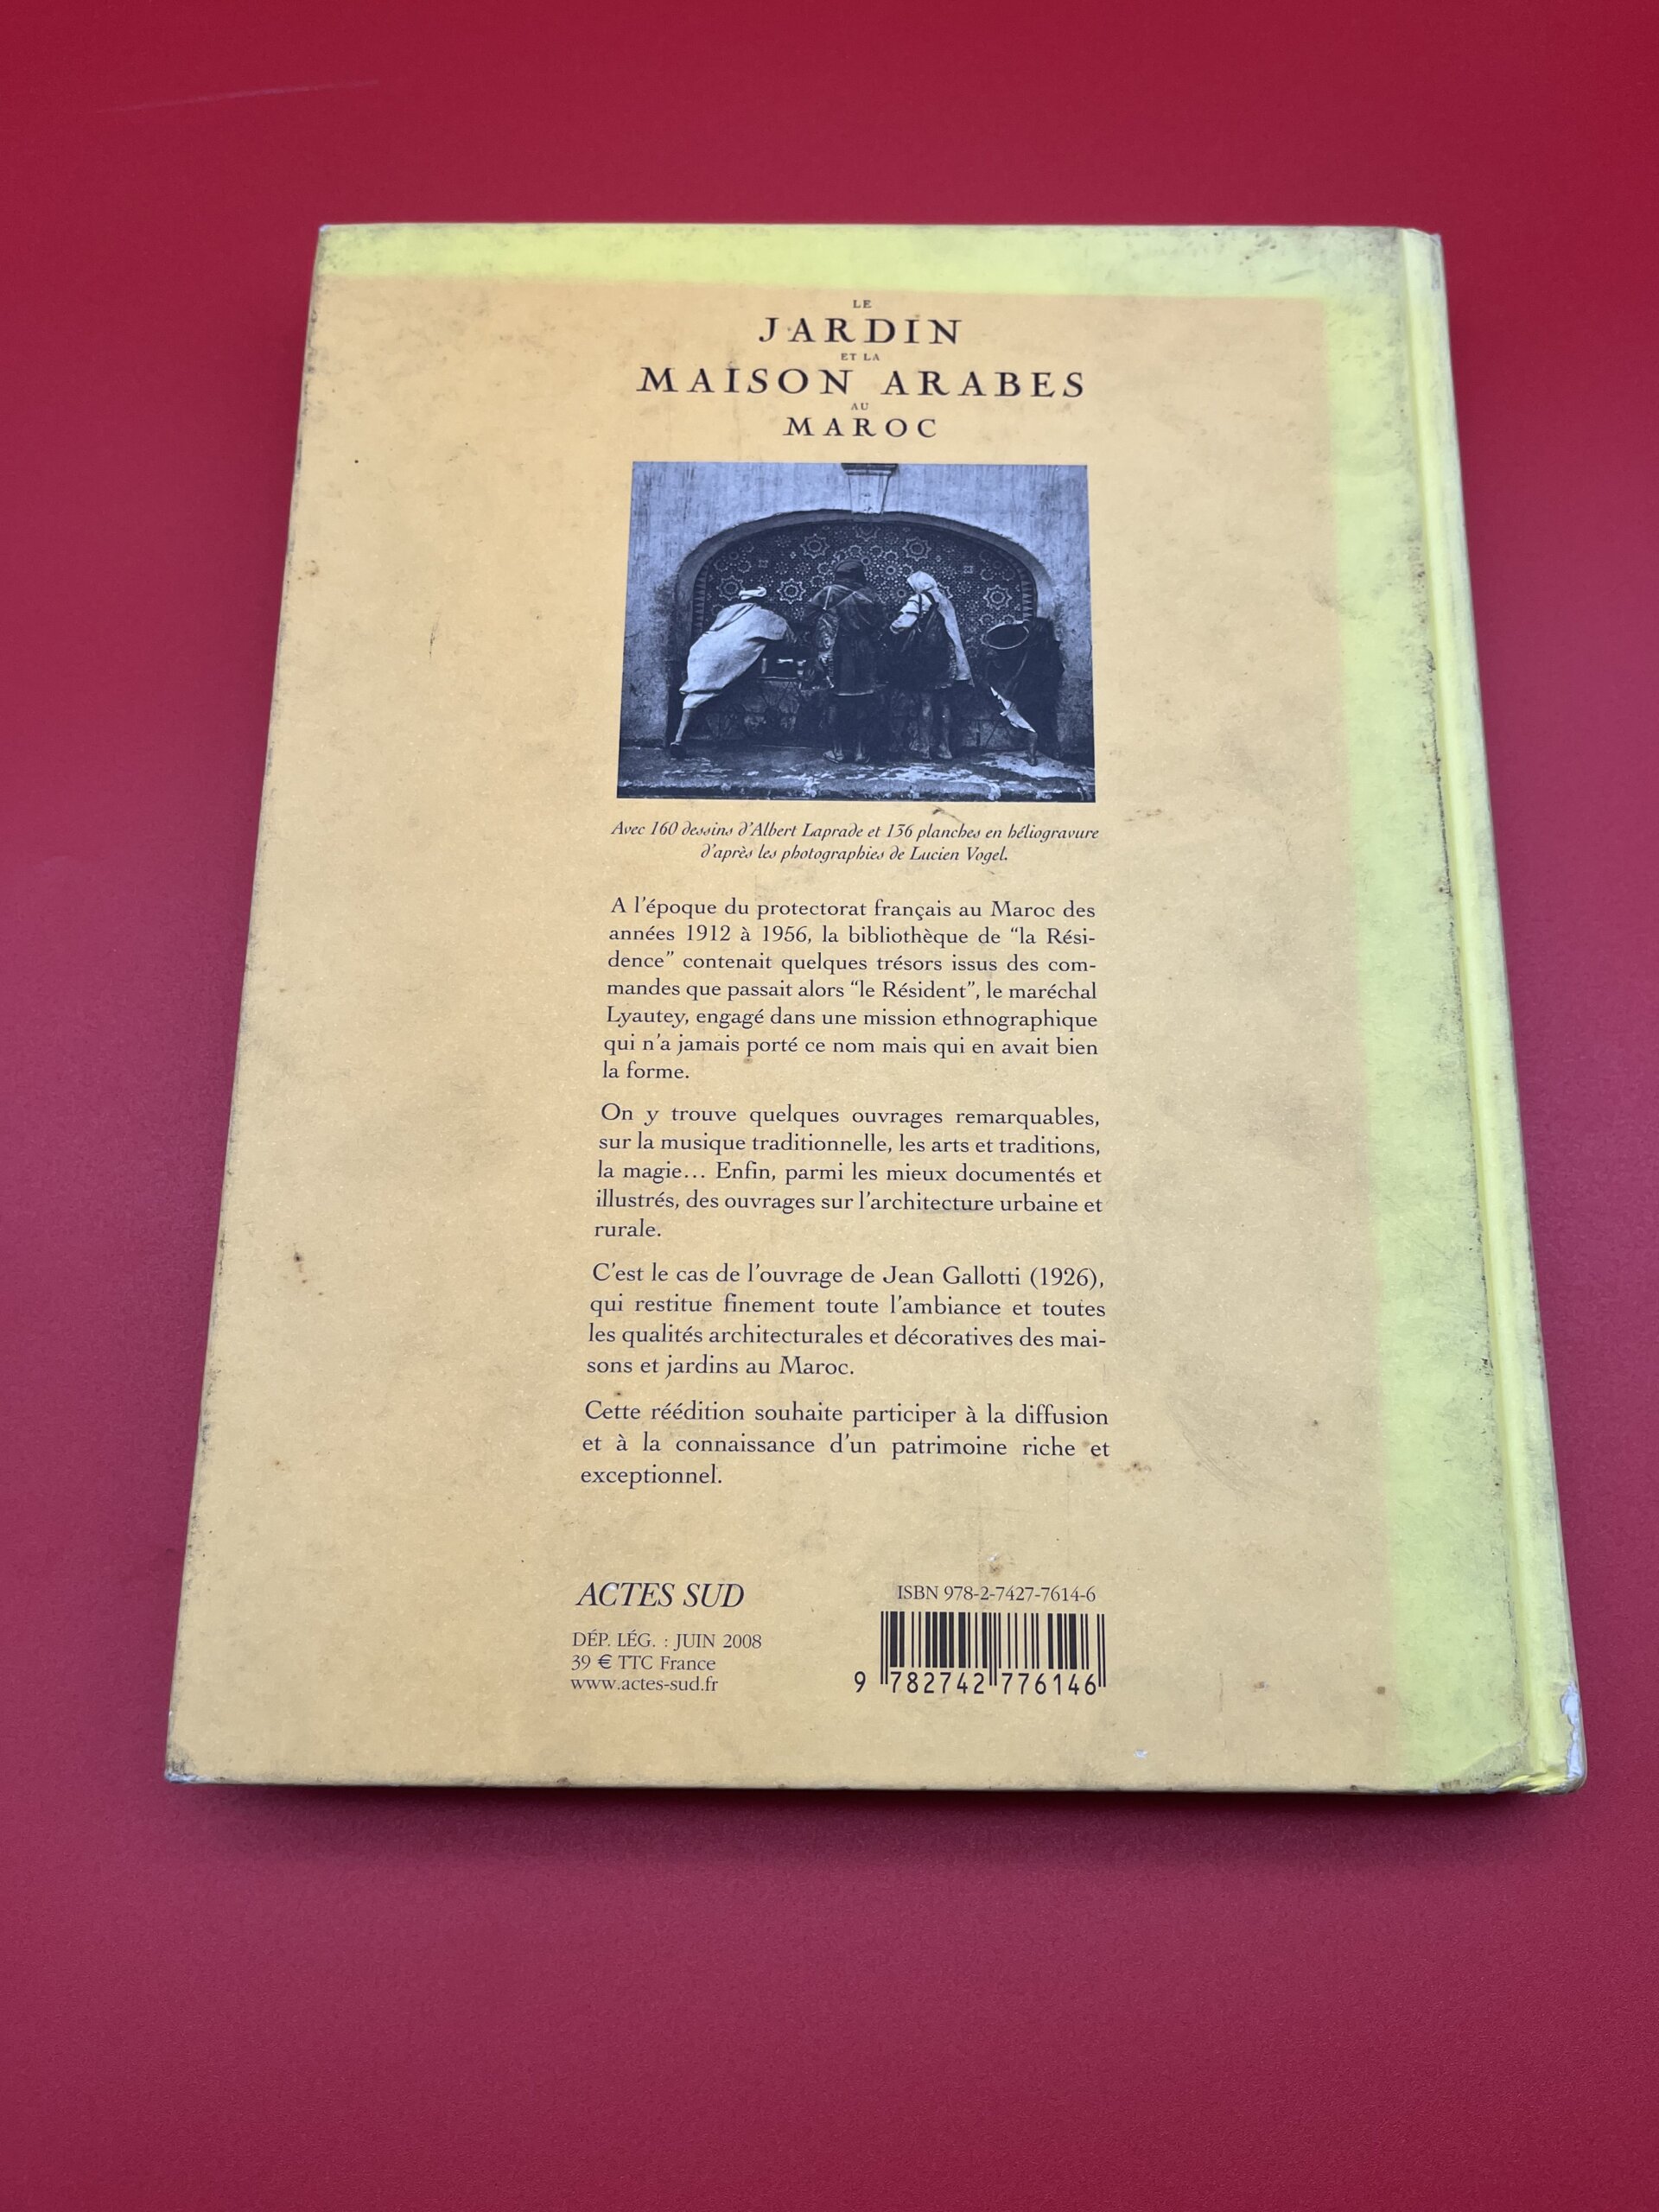 LE
JARDIN
ET LA
MAISON ARABES
AU
MAROC
Avec 160 dessins d'Albert Laprade et 136 planches en héliogravure
d'après les photographies de Lucien Vogel.
A l'époque du protectorat français au Maroc des
années 1912 à 1956, la bibliothèque de “la Rési-
dence” contenait quelques trésors issus des com-
mandes que passait alors “le Résident”, le maréchal
Lyautey, engagé dans une mission ethnographique
qui n'a jamais porté ce nom mais qui en avait bien
la forme.
On y trouve quelques ouvrages remarquables,
sur la musique traditionnelle, les arts et traditions,
la magie… Enfin, parmi les mieux documentés et
illustrés, des ouvrages sur l'architecture urbaine et
rurale.
C'est le cas de l'ouvrage de Jean Gallotti (1926),
qui restitue finement toute l'ambiance et toutes
les qualités architecturales et décoratives des mai-
sons et jardins au Maroc.
Cette réédition souhaite participer à la diffusion
et à la connaissance d'un patrimoine riche et
exceptionnel.
ACTES SUD
DÉP. LÉG. : JUIN 2008
39 € TTC France
www.actes-sud.fr
ISBN 978-2-7427-7614-6
9 782742 776146